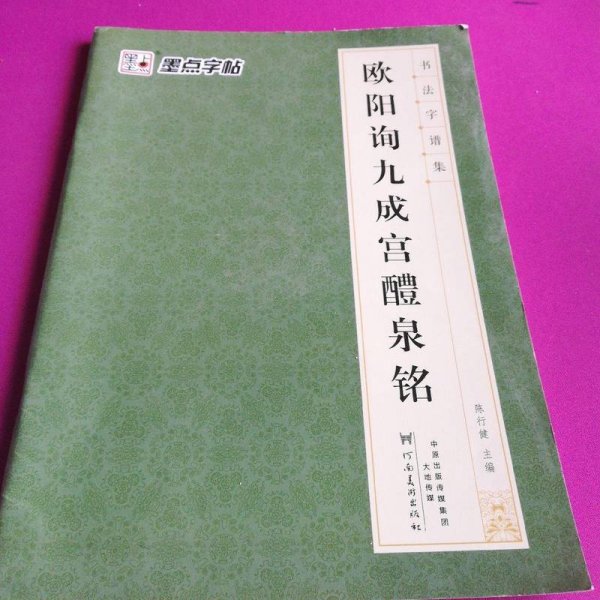 墨点
墨点字帖
书法字谱集
欧阳询九成宫醴泉铭
陈行健 主编
中原出版传媒集团
大地传媒
河南美术出版社